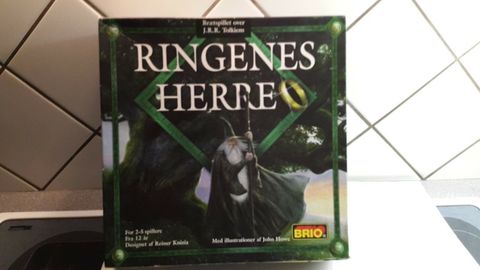 Brætspillet over
J.R.R. Tolkiens
RINGENES
HERRE
For 2-5 spillere
Fra 12 år
Designet af Reiner Knizia
Med illustrationer af John Howe
BRIO